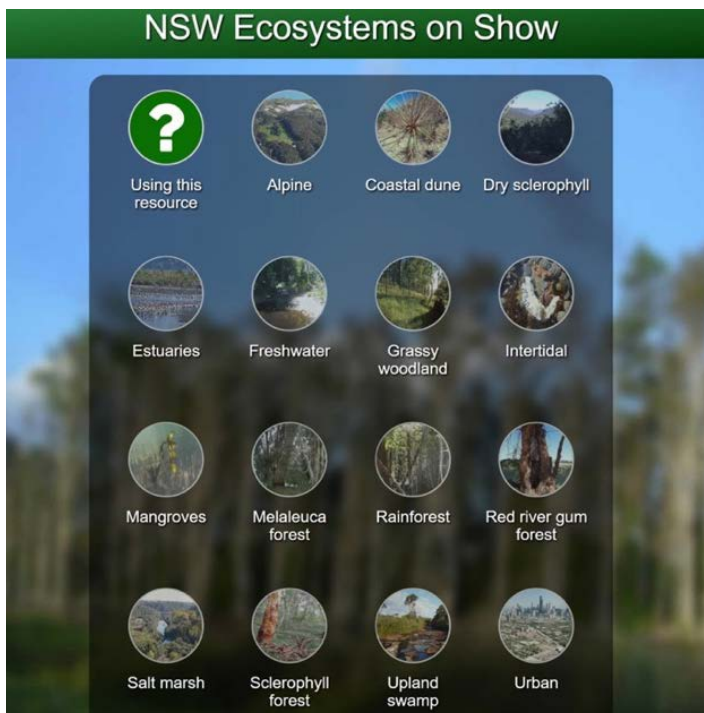 NSW Ecosystems on Show
?
Using this
resource
Alpine
Coastal dune
Dry sclerophyll
Estuaries
Freshwater
Grassy
woodland
Intertidal
Mangroves
Melaleuca
forest
Rainforest
Red river gum
forest
Salt marsh
Sclerophyll
forest
Upland
swamp
Urban